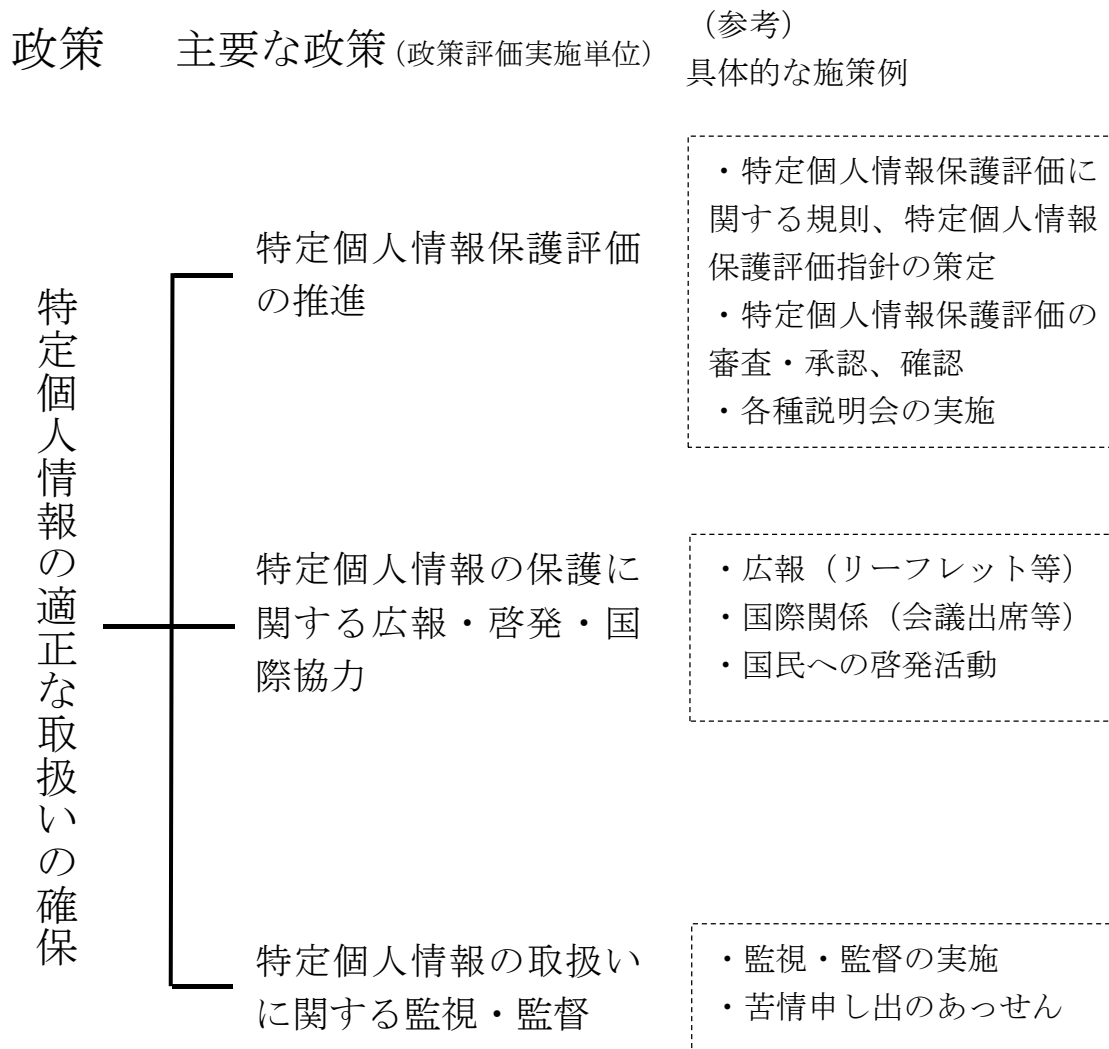 政策 主要な政策(政策評価実施単位) (参考)
具体的な施策例
特定個人情報の適正な取扱いの確保
特定個人情報保護評価
の推進
・特定個人情報保護評価に
関する規則、特定個人情報
保護評価指針の策定
・特定個人情報保護評価の
審査・承認、確認
・各種説明会の実施
特定個人情報の保護に
関する広報・啓発・国
際協力
・広報(リーフレット等)
・国際関係(会議出席等)
・国民への啓発活動
特定個人情報の取扱い
に関する監視・監督
・監視・監督の実施
・苦情申し出のあっせん